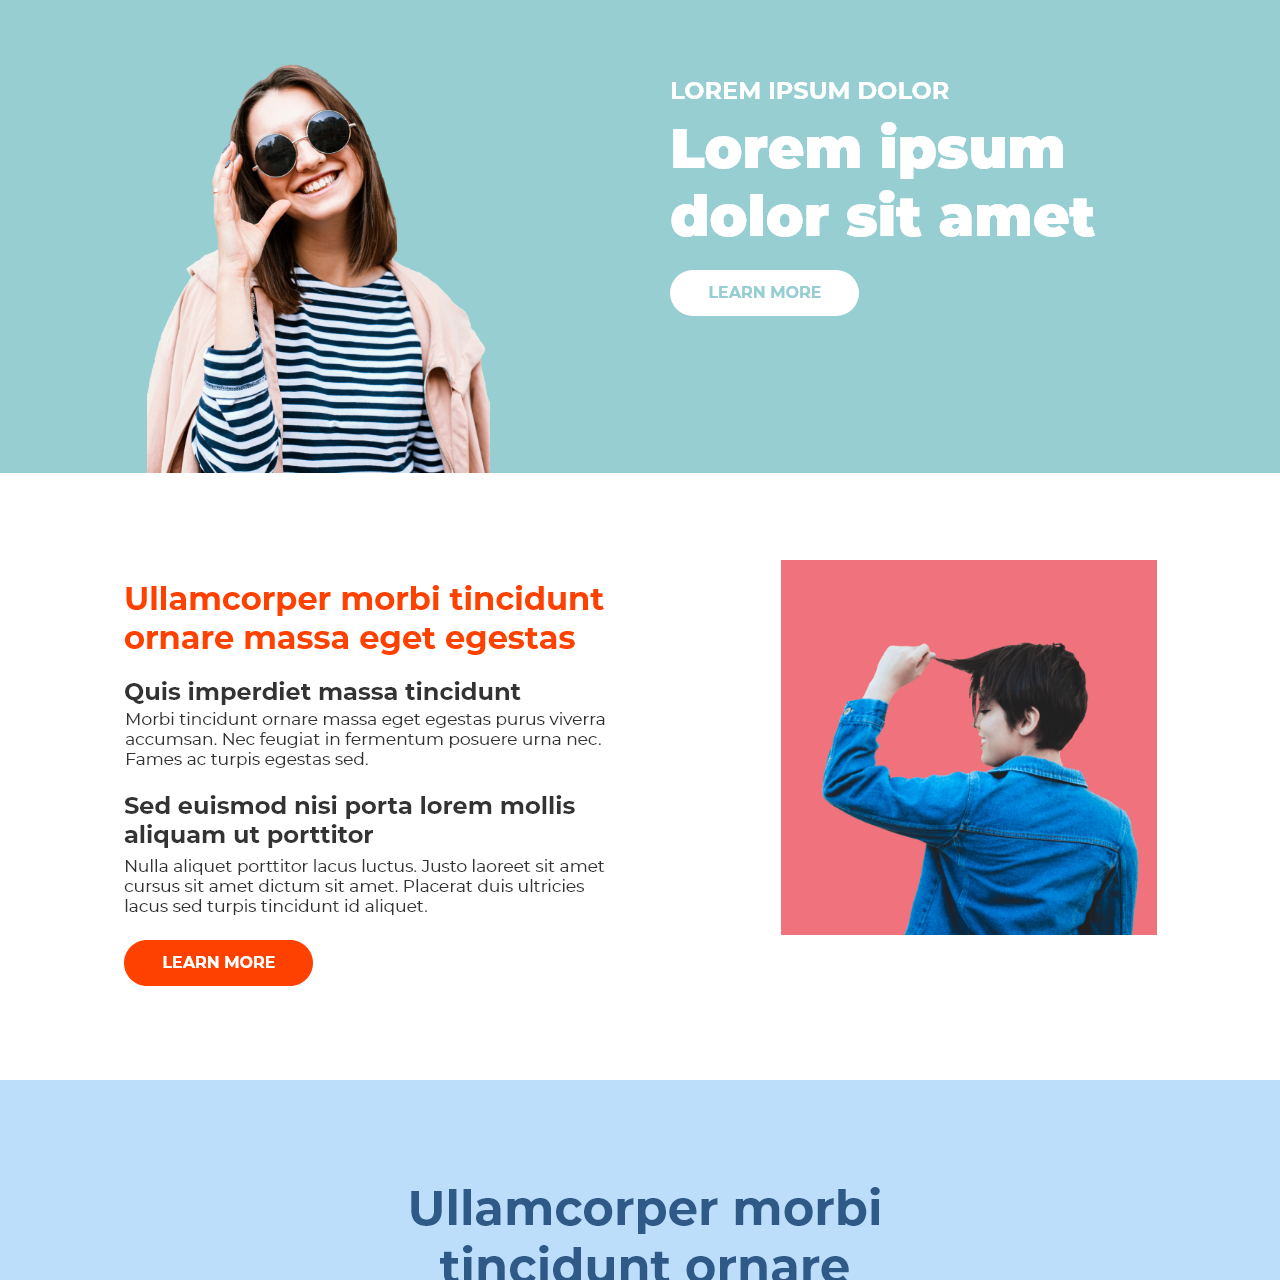 LOREM IPSUM DOLOR
Lorem ipsum
dolor sit amet
LEARN MORE
Ullamcorper morbi tincidunt
ornare massa eget egestas
Quis imperdiet massa tincidunt
Morbi tincidunt ornare massa eget egestas purus viverra
accumsan. Nec feugiat in fermentum posuere urna nec.
Fames ac turpis egestas sed.
Sed euismod nisi porta lorem mollis
aliquam ut porttitor
Nulla aliquet porttitor lacus luctus. Justo laoreet sit amet
cursus sit amet dictum sit amet. Placerat duis ultricies
lacus sed turpis tincidunt id aliquet.
LEARN MORE
Ullamcorper morbi
tincidunt ornare